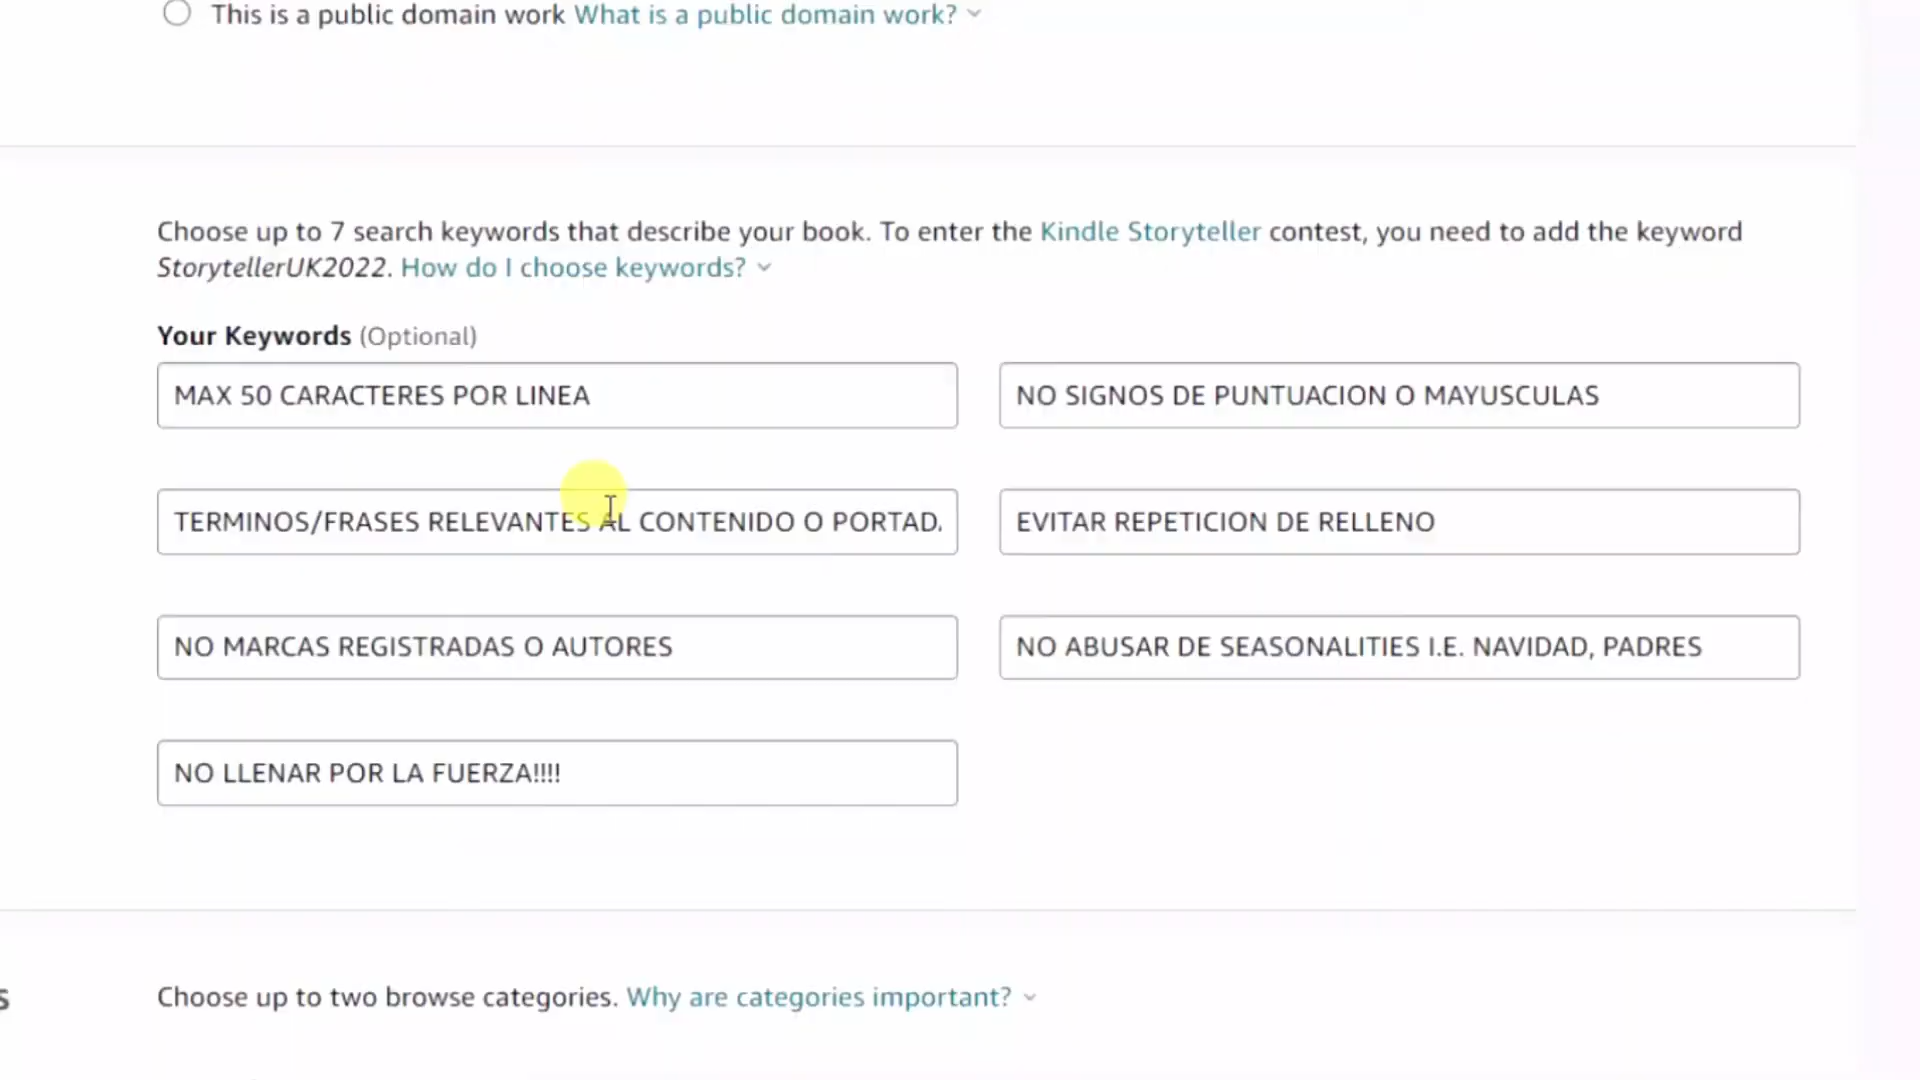 This is a public domain work What is a public domain work?
Choose up to 7 search keywords that describe your book. To enter the Kindle Storyteller contest, you need to add the keyword
StorytellerUK2022. How do I choose keywords?
Your Keywords (Optional)
MAX 50 CARACTERES POR LINEA
NO SIGNOS DE PUNTUACION O MAYUSCULAS
TERMINOS/FRASES RELEVANTES AL CONTENIDO O PORTAD
EVITAR REPETICION DE RELLENO
NO MARCAS REGISTRADAS O AUTORES
NO ABUSAR DE SEASONALITIES I.E. NAVIDAD, PADRES
NO LLENAR POR LA FUERZA!!!!
s
Choose up to two browse categories. Why are categories important?